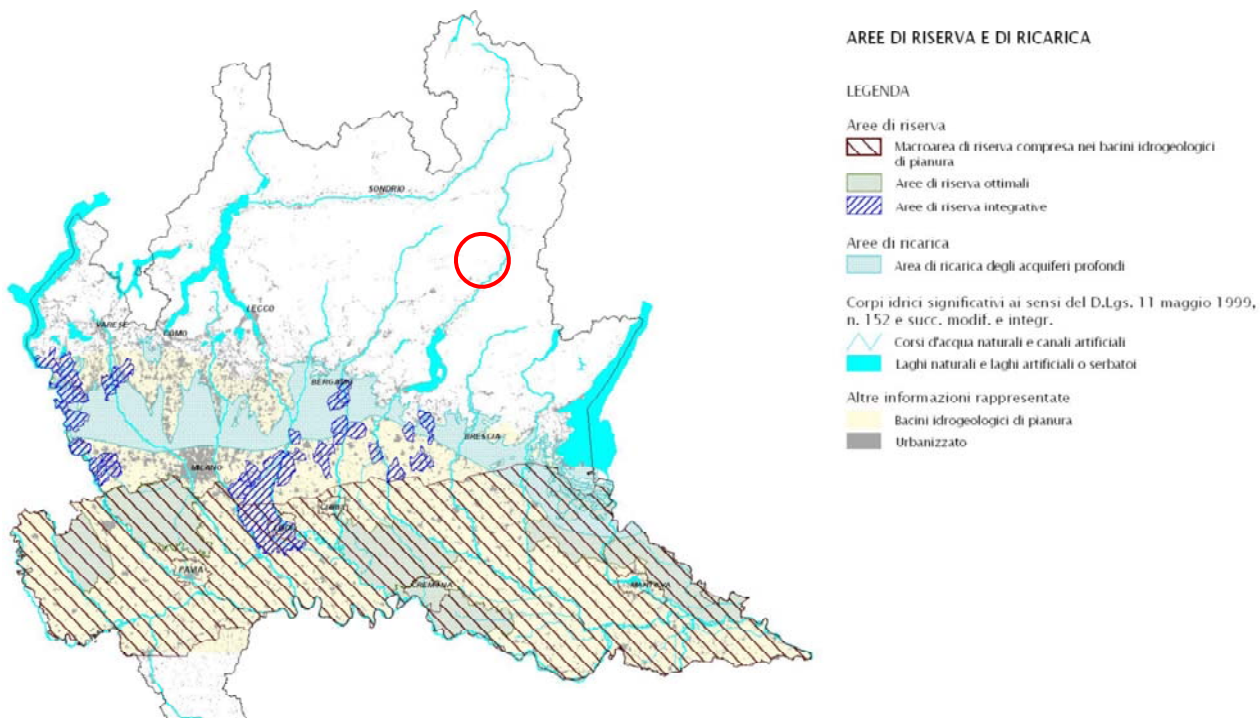 AREE DI RISERVA E DI RICARICA
LEGENDA
Aree di riserva
Macroarea di riserva compresa nei bacini idrogeologici
di pianura
Aree di riserva ottimali
Aree di riserva integrative
Aree di ricarica
Area di ricarica degli acquiferi profondi
Corpi idrici significativi ai sensi del D.Lgs. 11 maggio 1999,
n. 152 e succ. modif. e integr.
Corsi d'acqua naturali e canali artificiali
Laghi naturali e laghi artificiali o serbatoi
Altre informazioni rappresentate
Bacini idrogeologici di pianura
Urbanizzato
SONDRIO
LECCO
VARESE
COMO
BERGAMO
BRESCIA
MILANO
PAVIA
CREMONA
MANTOVA